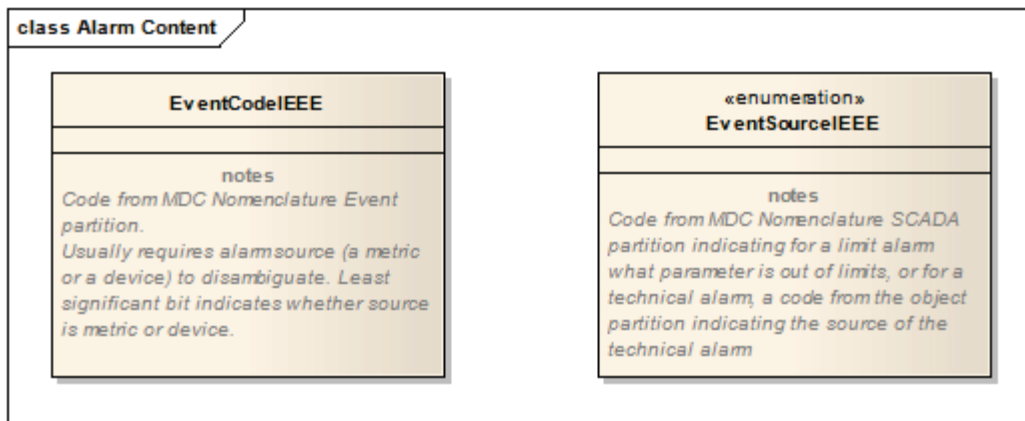 class Alarm Content
EventCodeIEEE
notes
Code from MDC Nomenclature Event
partition.
Usually requires alarmsource (a metric
or a device) to disambiguate. Least
significant bit indicates whether source
is metric or device.
«enumeration»
EventSourceIEEE
notes
Code from MDC Nomenclature SCADA
partition indicating for a limit alarm
what parameter is out of limits, or for a
technical alarm, a code from the object
partition indicating the source of the
technical alarm